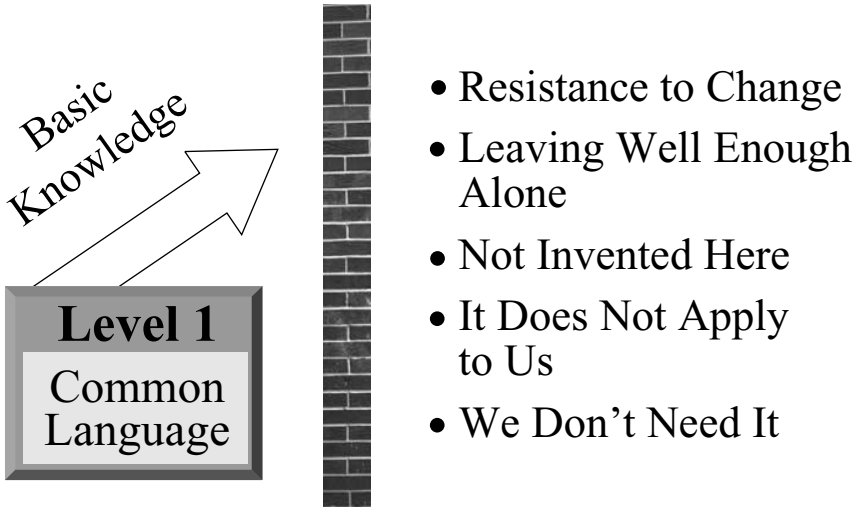 Basic
Knowledge
Level 1
Common
Language
• Resistance to Change
• Leaving Well Enough
Alone
• Not Invented Here
• It Does Not Apply
to Us
• We Don’t Need It